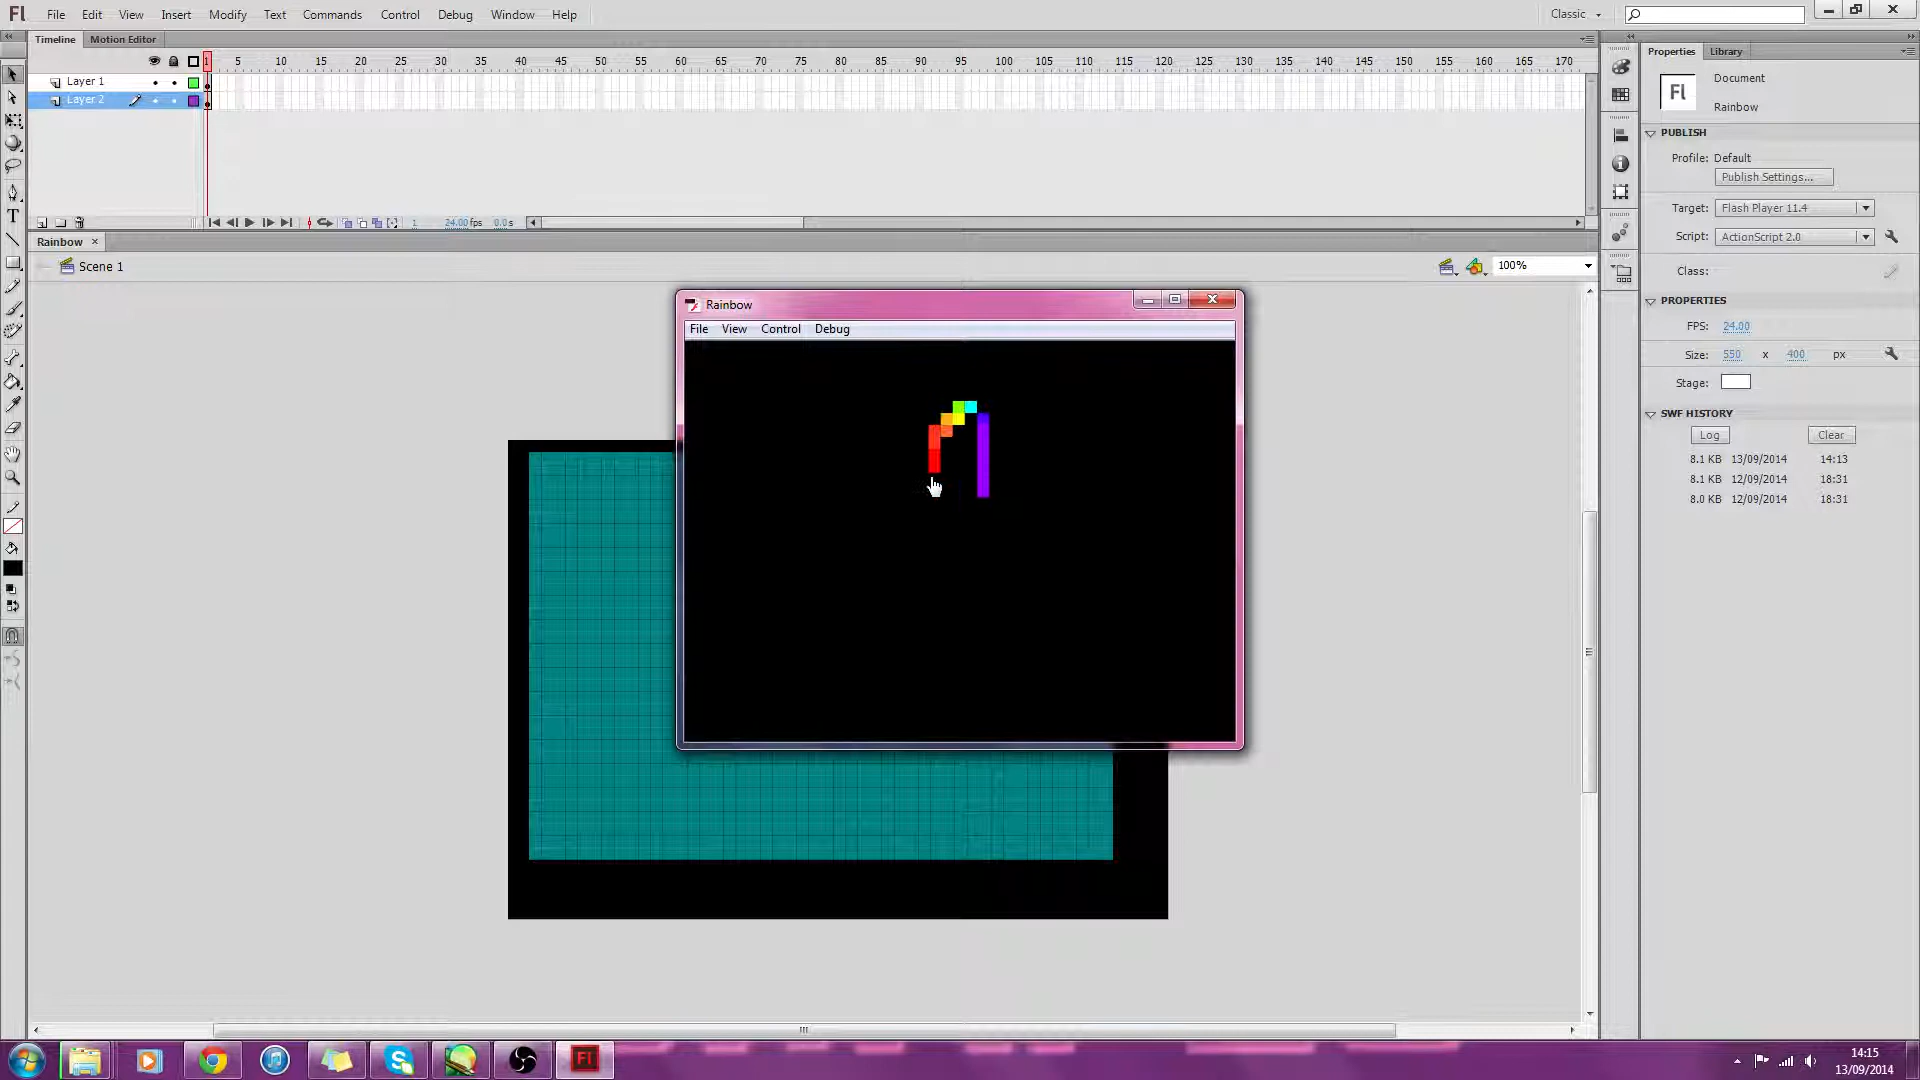 Fl File Edit View Insert Modify Text Commands Control Debug Window Help Classic
Timeline Motion Editor
1 5 10 15 20 25 30 35 40 45 50 55 60 65 70 75 80 85 90 95 100 105 110 115 120 125 130 135 140 145 150 155 160 165 170
Layer 1
Layer 2
1 24.00 fps 0.0 s
Rainbow
Scene 1
100%
Rainbow
File View Control Debug
Properties Library
Fl
Document
Rainbow
PUBLISH
Profile: Default
Publish Settings...
Target: Flash Player 11.4
Script: ActionScript 2.0
Class:
PROPERTIES
FPS: 24.00
Size: 550 x 400 px
Stage:
SWF HISTORY
Log Clear
8.1 KB 13/09/2014 14:13
8.1 KB 12/09/2014 18:31
8.0 KB 12/09/2014 18:31
T
Fl
14:15
13/09/2014